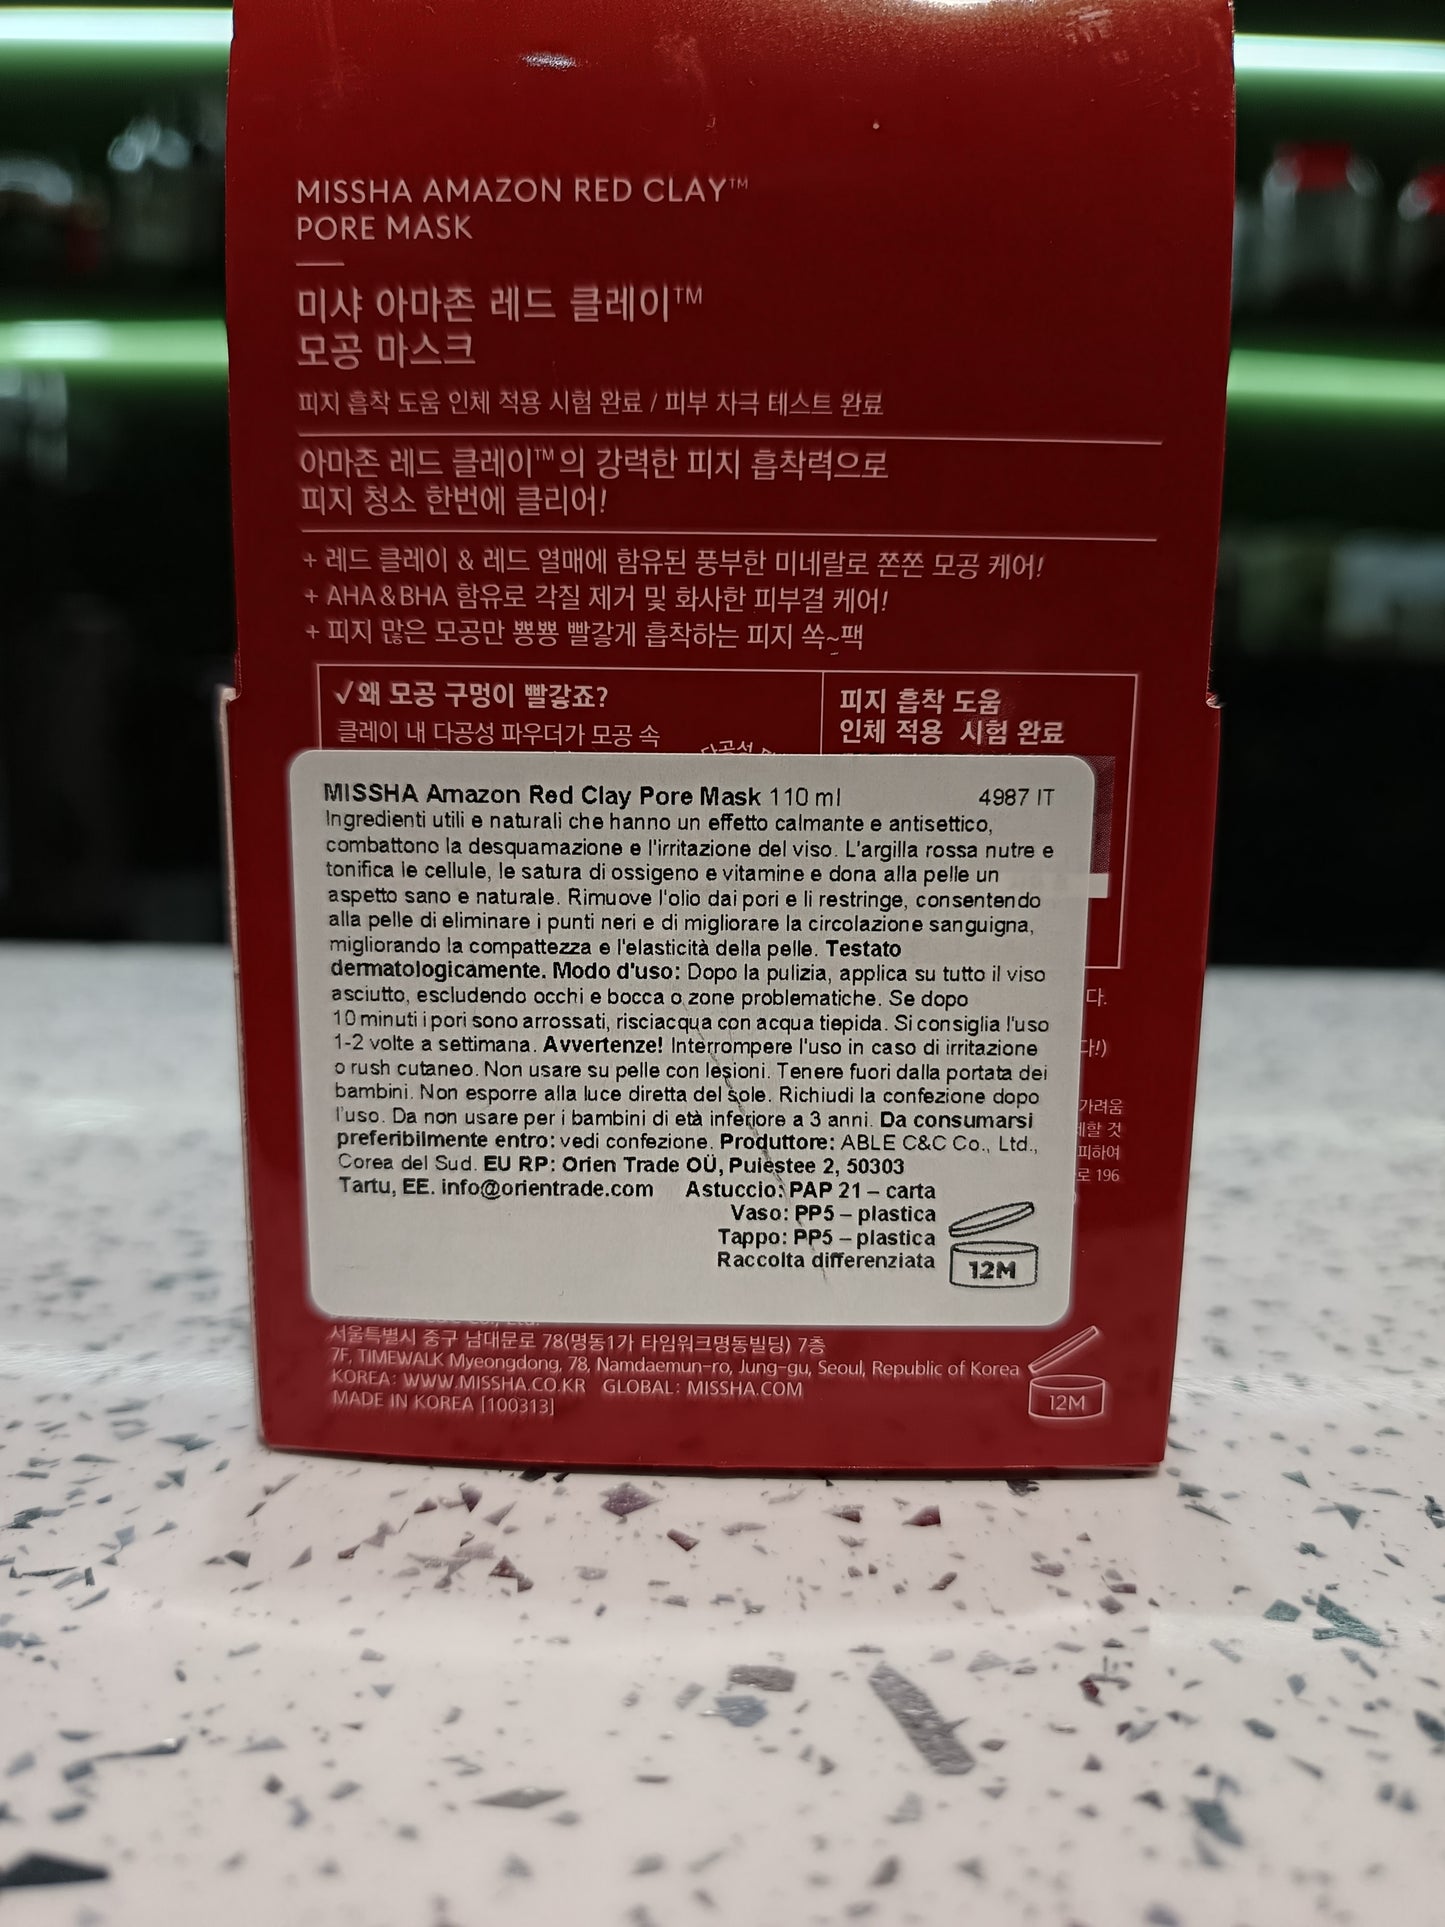 MISSHA AMAZON RED CLAY™
PORE MASK
미샤 아마존 레드 클레이™
모공 마스크
피지 흡착 도움 인체 적용 시험 완료 / 피부 자극 테스트 완료
아마존 레드 클레이™의 강력한 피지 흡착력으로
피지 청소 한번에 클리어!
+ 레드 클레이 & 레드 열매에 함유된 풍부한 미네랄로 쫀쫀 모공 케어!
+ AHA&BHA 함유로 각질 제거 및 화사한 피부결 케어!
+ 피지 많은 모공만 뿅뿅 빨갛게 흡착하는 피지 쏙~팩
✓왜 모공 구멍이 빨갛죠?
클레이 내 다공성 파우더가 모공 속
다공성
피지 흡착 도움
인체 적용 시험 완료
MISSHA Amazon Red Clay Pore Mask 110 ml 4987 IT
Ingredienti utili e naturali che hanno un effetto calmante e antisettico,
combattono la desquamazione e l'irritazione del viso. L'argilla rossa nutre e
tonifica le cellule, le satura di ossigeno e vitamine e dona alla pelle un
aspetto sano e naturale. Rimuove l'olio dai pori e li restringe, consentendo
alla pelle di eliminare i punti neri e di migliorare la circolazione sanguigna,
migliorando la compattezza e l'elasticità della pelle. Testato
dermatologicamente. Modo d'uso: Dopo la pulizia, applica su tutto il viso
asciutto, escludendo occhi e bocca o zone problematiche. Se dopo
10 minuti i pori sono arrossati, risciacqua con acqua tiepida. Si consiglia l'uso
1-2 volte a settimana. Avvertenze! Interrompere l'uso in caso di irritazione
o rush cutaneo. Non usare su pelle con lesioni. Tenere fuori dalla portata dei
bambini. Non esporre alla luce diretta del sole. Richiudi la confezione dopo
l'uso. Da non usare per i bambini di età inferiore a 3 anni. Da consumarsi
preferibilmente entro: vedi confezione. Produttore: ABLE C&C Co., Ltd.,
Corea del Sud. EU RP: Orien Trade OÜ, Puiestee 2, 50303
Tartu, EE. info@orientrade.com Astuccio: PAP 21 – carta
Vaso: PP5 – plastica
Tappo: PP5 – plastica
Raccolta differenziata
12M
다.
다!)
가려움
제할 것
피하여
로 196
서울특별시 중구 남대문로 78(명동1가 타임워크명동빌딩) 7층
7F, TIMEWALK Myeongdong, 78, Namdaemun-ro, Jung-gu, Seoul, Republic of Korea
KOREA: WWW.MISSHA.CO.KR GLOBAL: MISSHA.COM
MADE IN KOREA [100313]
12M